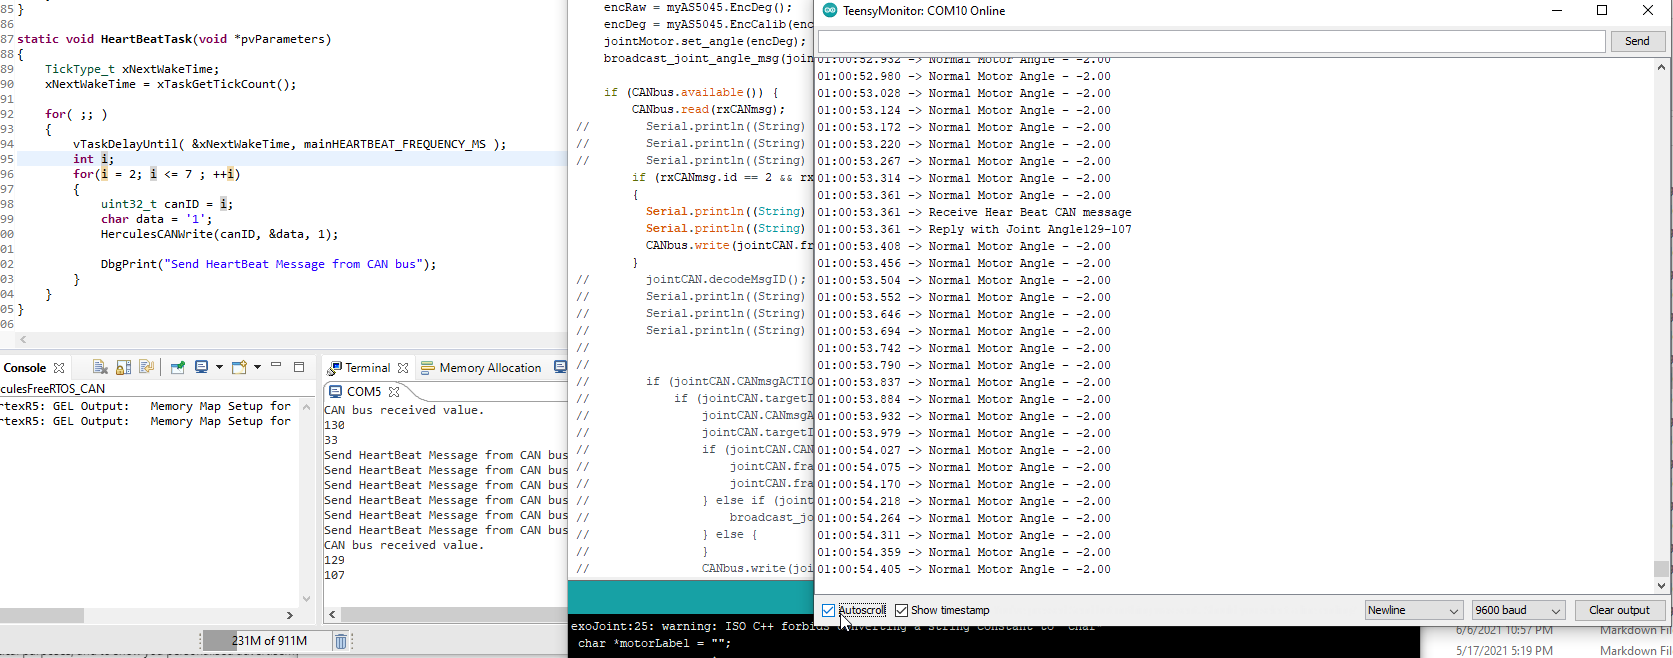 85 }
86
87 static void HeartBeatTask(void *pvParameters)
88 {
89 TickType_t xNextWakeTime;
90 xNextWakeTime = xTaskGetTickCount();
91
92 for( ;; )
93 {
94 vTaskDelayUntil( &xNextWakeTime, mainHEARTBEAT_FREQUENCY_MS );
95 int i;
96 for(i = 2; i <= 7 ; ++i)
97 {
98 uint32_t canID = i;
99 char data = '1';
00 HerculesCANWrite(canID, &data, 1);
01
02 DbgPrint("Send HeartBeat Message from CAN bus");
03 }
04 }
05 }
06
Console
culesFreeRTOS_CAN
rtexR5: GEL Output: Memory Map Setup for
rtexR5: GEL Output: Memory Map Setup for
231M of 911M
Terminal Memory Allocation
COM5
CAN bus received value.
130
33
Send HeartBeat Message from CAN bus
Send HeartBeat Message from CAN bus
Send HeartBeat Message from CAN bus
Send HeartBeat Message from CAN bus
Send HeartBeat Message from CAN bus
Send HeartBeat Message from CAN bus
CAN bus received value.
129
107
encRaw = myAS5045.EncDeg();
encDeg = myAS5045.EncCalib(enc
jointMotor.set_angle(encDeg);
broadcast_joint_angle_msg(join
if (CANbus.available()) {
CANbus.read(rxCANmsg);
// Serial.println((String)
// Serial.println((String)
// Serial.println((String)
if (rxCANmsg.id == 2 && rx
{
Serial.println((String)
Serial.println((String)
CANbus.write(jointCAN.fr
}
// jointCAN.decodeMsgID();
// Serial.println((String)
// Serial.println((String)
// Serial.println((String)
//
//
// if (jointCAN.CANmsgACTIO
// if (jointCAN.targetI
// jointCAN.CANmsgA
// jointCAN.targetI
// if (jointCAN.CAN
// jointCAN.fra
// jointCAN.fra
// } else if (joint
// broadcast_jo
// } else {
// }
// CANbus.write(joi
exoJoint:25: warning: ISO C++ forbids converting a string constant to 'char*'
char *motorLabel = "";
TeensyMonitor: COM10 Online
Send
01:00:52.932 -> Normal Motor Angle - -2.00
01:00:52.980 -> Normal Motor Angle - -2.00
01:00:53.028 -> Normal Motor Angle - -2.00
01:00:53.124 -> Normal Motor Angle - -2.00
01:00:53.172 -> Normal Motor Angle - -2.00
01:00:53.220 -> Normal Motor Angle - -2.00
01:00:53.267 -> Normal Motor Angle - -2.00
01:00:53.314 -> Normal Motor Angle - -2.00
01:00:53.361 -> Normal Motor Angle - -2.00
01:00:53.361 -> Receive Hear Beat CAN message
01:00:53.361 -> Reply with Joint Angle129-107
01:00:53.408 -> Normal Motor Angle - -2.00
01:00:53.456 -> Normal Motor Angle - -2.00
01:00:53.504 -> Normal Motor Angle - -2.00
01:00:53.552 -> Normal Motor Angle - -2.00
01:00:53.646 -> Normal Motor Angle - -2.00
01:00:53.694 -> Normal Motor Angle - -2.00
01:00:53.742 -> Normal Motor Angle - -2.00
01:00:53.790 -> Normal Motor Angle - -2.00
01:00:53.837 -> Normal Motor Angle - -2.00
01:00:53.884 -> Normal Motor Angle - -2.00
01:00:53.932 -> Normal Motor Angle - -2.00
01:00:53.979 -> Normal Motor Angle - -2.00
01:00:54.027 -> Normal Motor Angle - -2.00
01:00:54.075 -> Normal Motor Angle - -2.00
01:00:54.170 -> Normal Motor Angle - -2.00
01:00:54.218 -> Normal Motor Angle - -2.00
01:00:54.264 -> Normal Motor Angle - -2.00
01:00:54.311 -> Normal Motor Angle - -2.00
01:00:54.359 -> Normal Motor Angle - -2.00
01:00:54.405 -> Normal Motor Angle - -2.00
Autoscroll Show timestamp Newline 9600 baud Clear output
6/6/2021 10:57 PM Markdown Fil
5/17/2021 5:19 PM Markdown Fil